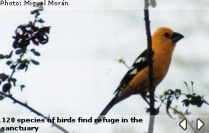 Photo: Miguel Morán
120 species of birds find refuge in the
sanctuary